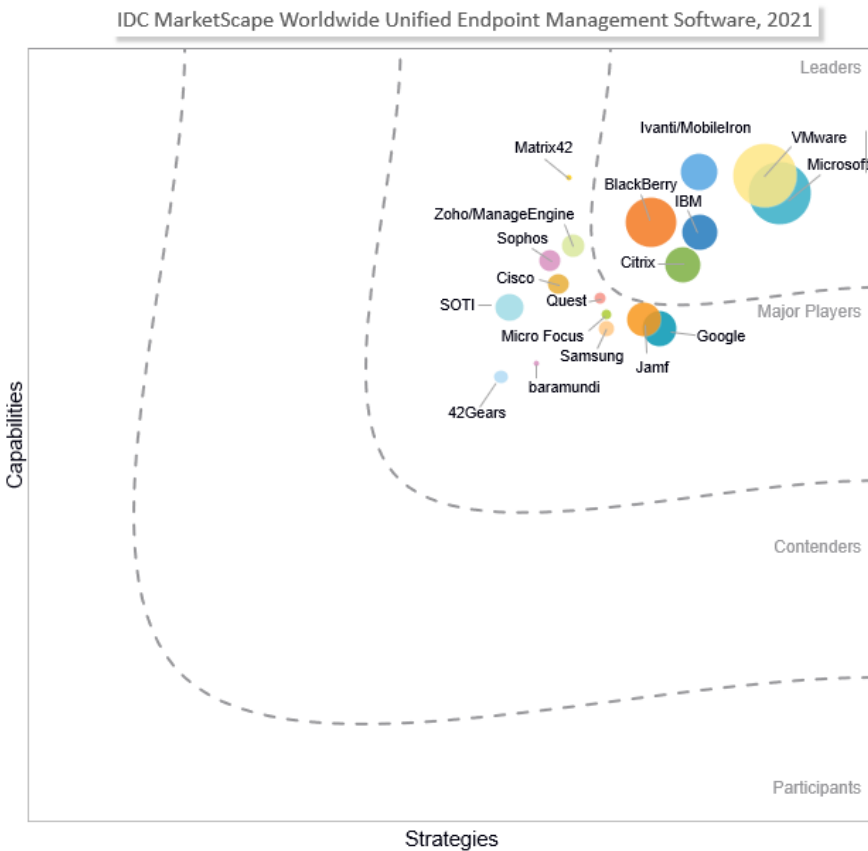 IDC MarketScape Worldwide Unified Endpoint Management Software, 2021
Leaders
Ivanti/MobileIron
VMware
Matrix42
Microsoft
BlackBerry
IBM
Zoho/ManageEngine
Sophos
Citrix
Cisco
Quest
SOTI
Major Players
Micro Focus
Google
Samsung
Jamf
baramundi
42Gears
Capabilities
Contenders
Participants
Strategies